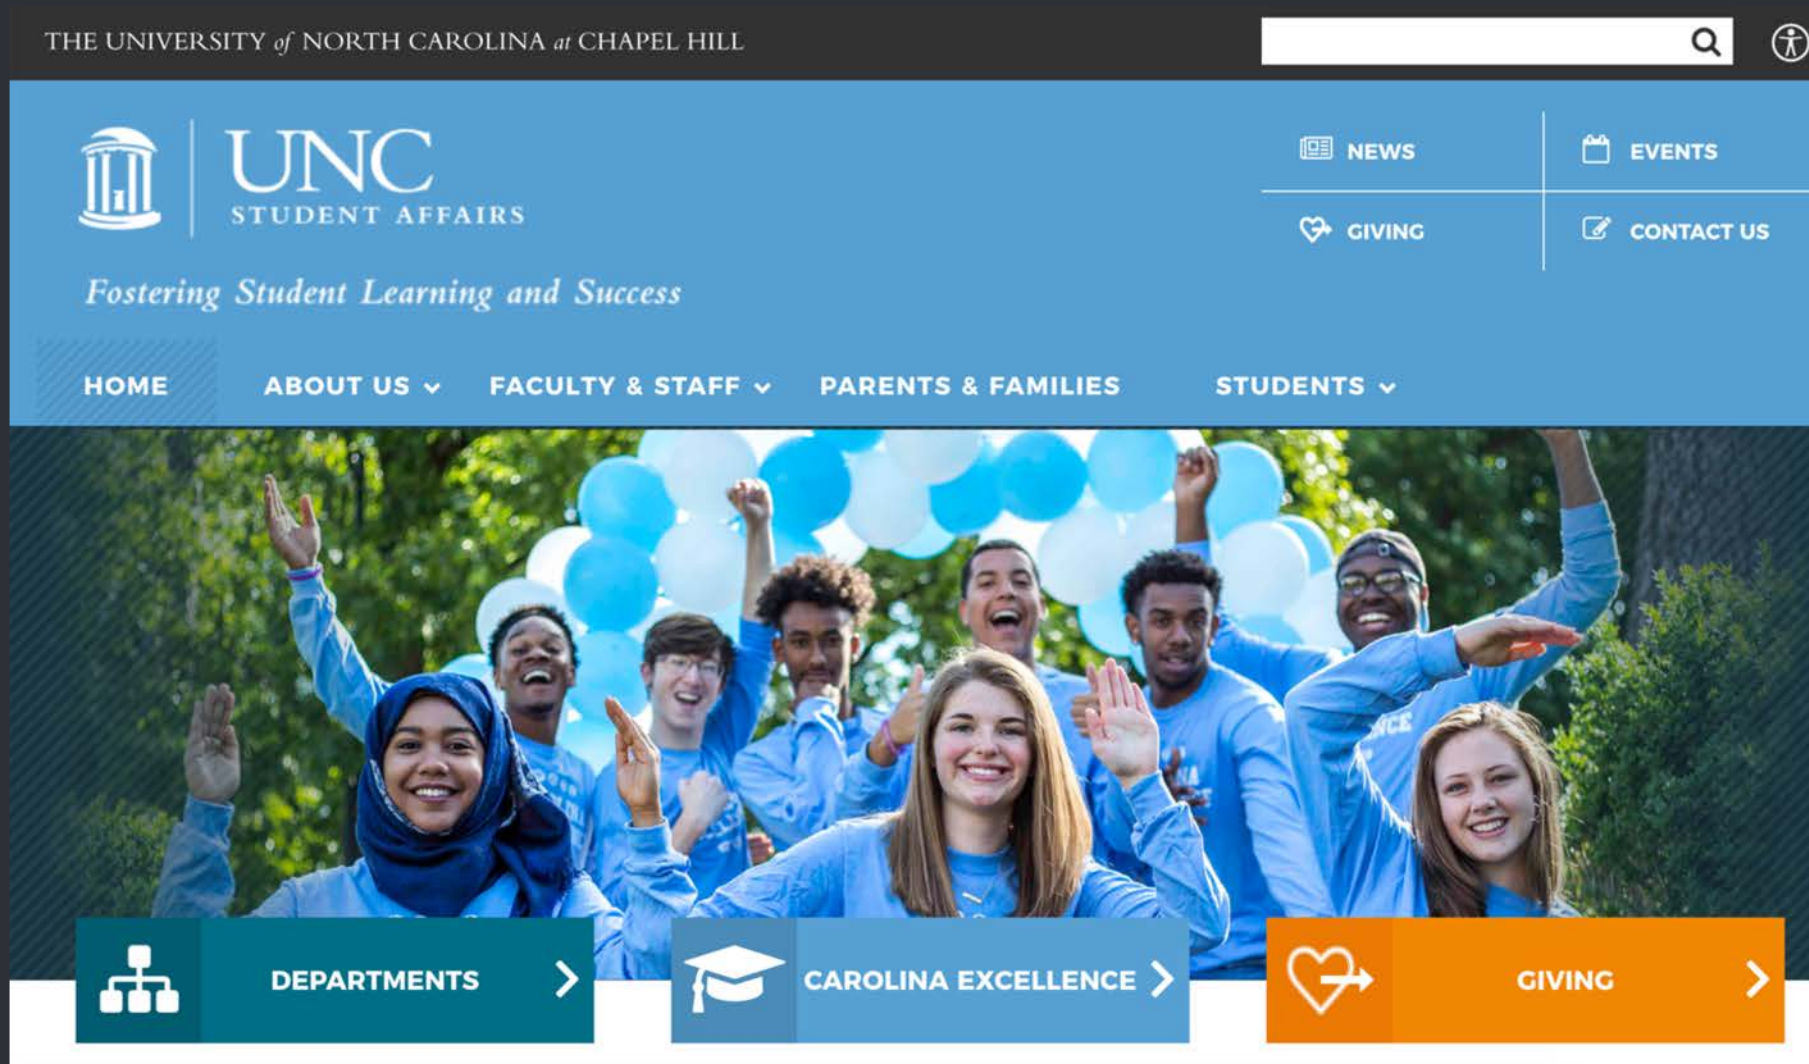 THE UNIVERSITY of NORTH CAROLINA at CHAPEL HILL
UNC
STUDENT AFFAIRS
Fostering Student Learning and Success
NEWS
EVENTS
GIVING
CONTACT US
HOME
ABOUT US
FACULTY & STAFF
PARENTS & FAMILIES
STUDENTS
DEPARTMENTS
CAROLINA EXCELLENCE
GIVING